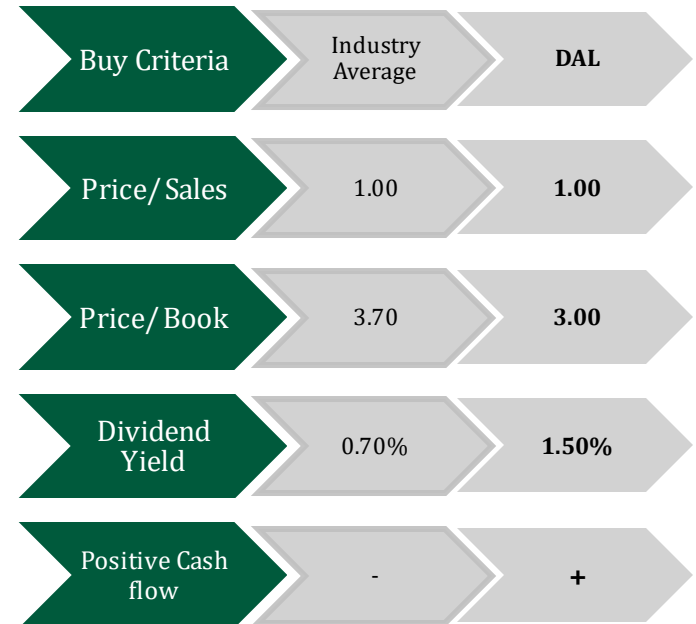 Buy Criteria
Industry
Average
DAL
Price/ Sales
1.00
1.00
Price/ Book
3.70
3.00
Dividend
Yield
0.70%
1.50%
Positive Cash
flow
-
+